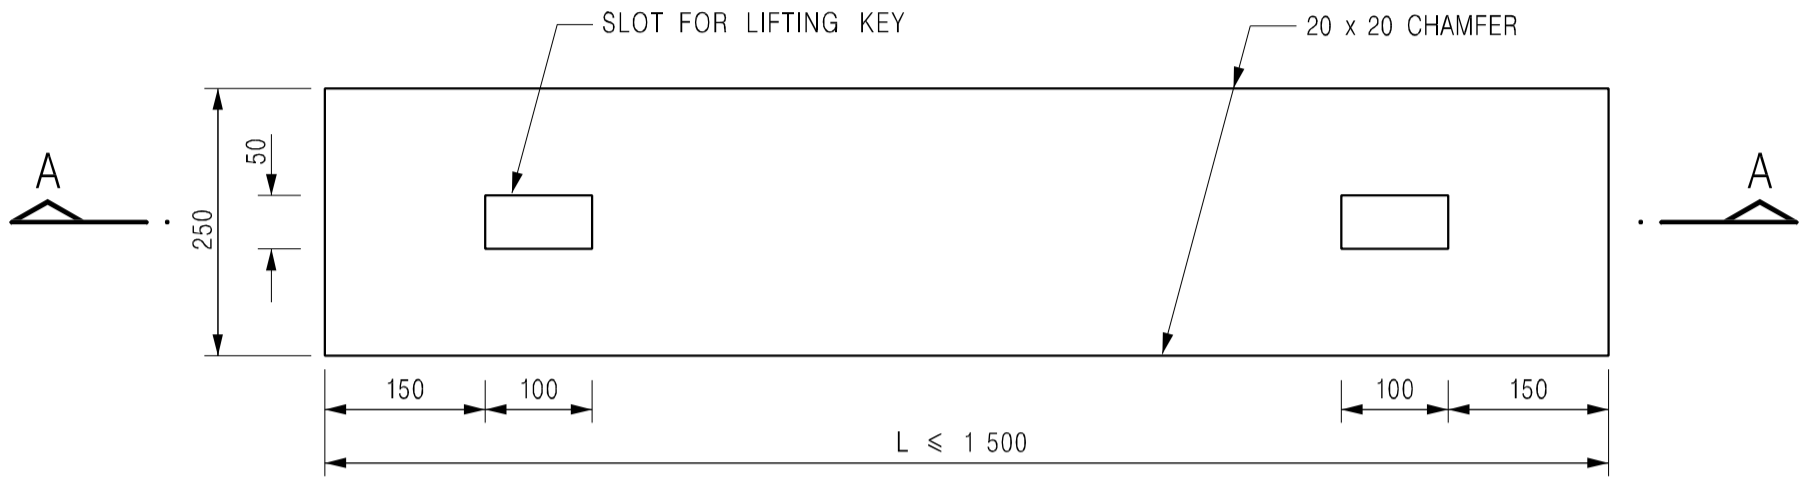 SLOT FOR LIFTING KEY
20 x 20 CHAMFER
A
A
50
250
150
100
100
150
L ≤ 1 500